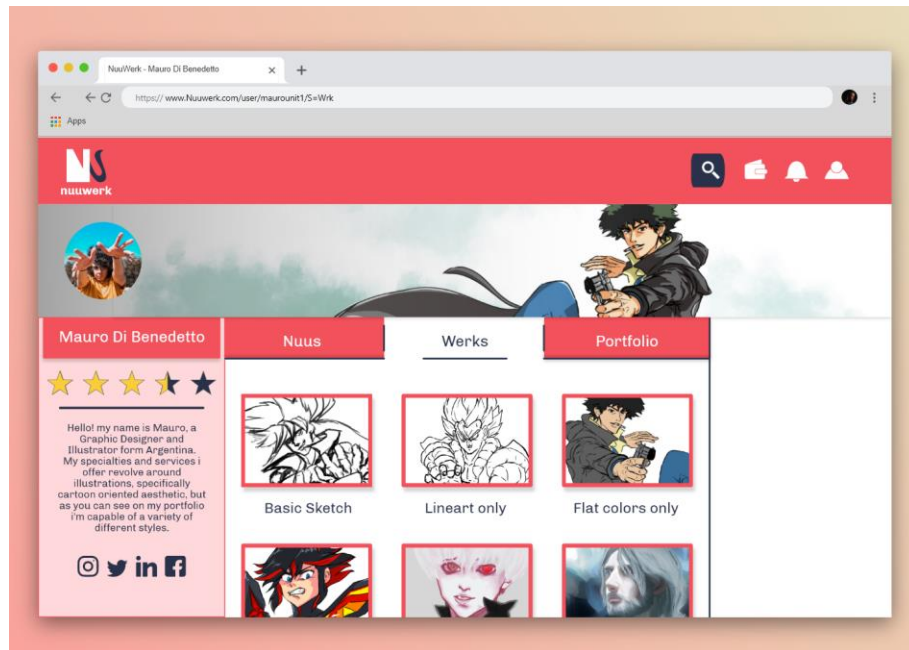 NuuWerk - Mauro Di Benedetto
https:// www.Nuuwerk.com/user/maurounit1/S=Wrk
Apps
nuuwerk
Mauro Di Benedetto
Nuus
Werks
Portfolio
Hello! my name is Mauro, a
Graphic Designer and
Illustrator form Argentina.
My specialties and services i
offer revolve around
illustrations, specifically
cartoon oriented aesthetic, but
as you can see on my portfolio
i'm capable of a variety of
different styles.
Basic Sketch
Lineart only
Flat colors only